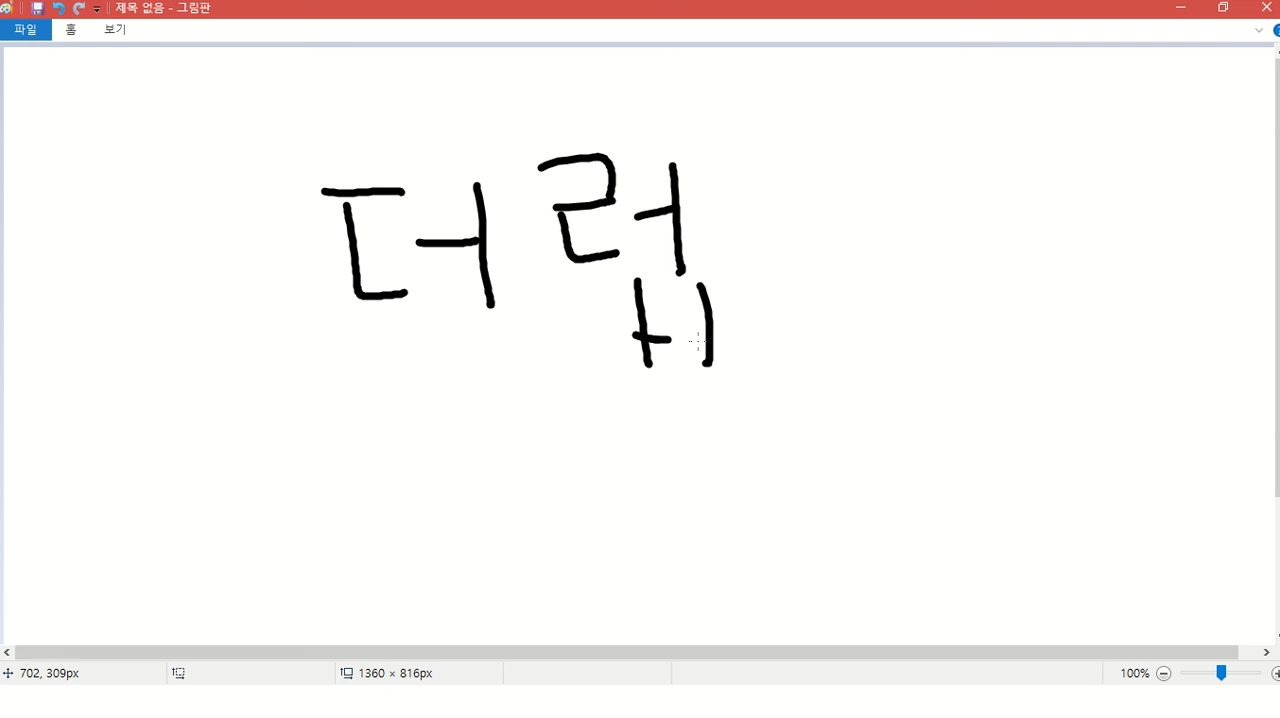 제목 없음 - 그림판
파일 홈 보기
더러
702, 309px 1360 × 816px 100%